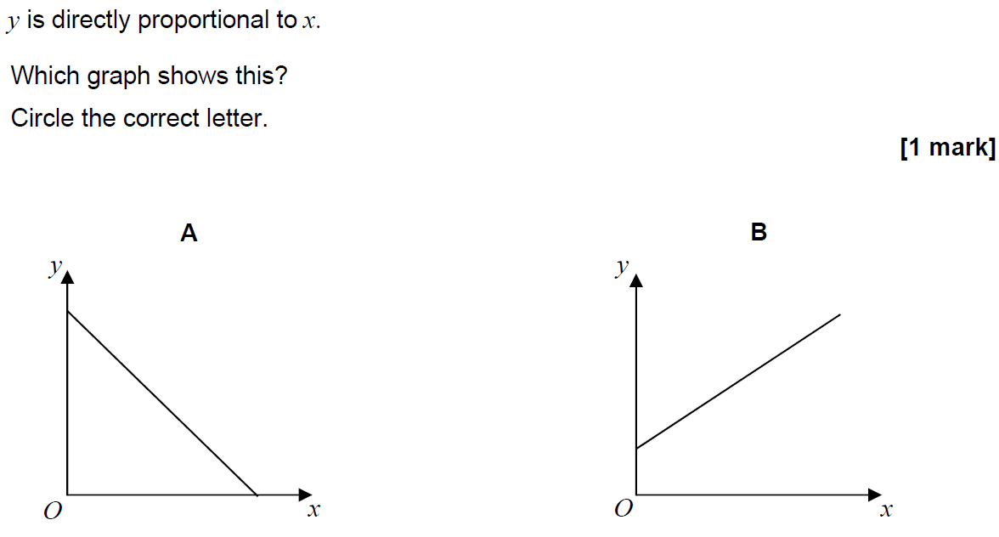 y is directly proportional to x.
Which graph shows this?
Circle the correct letter.
[1 mark]
A
B
y
y
O
x
O
x